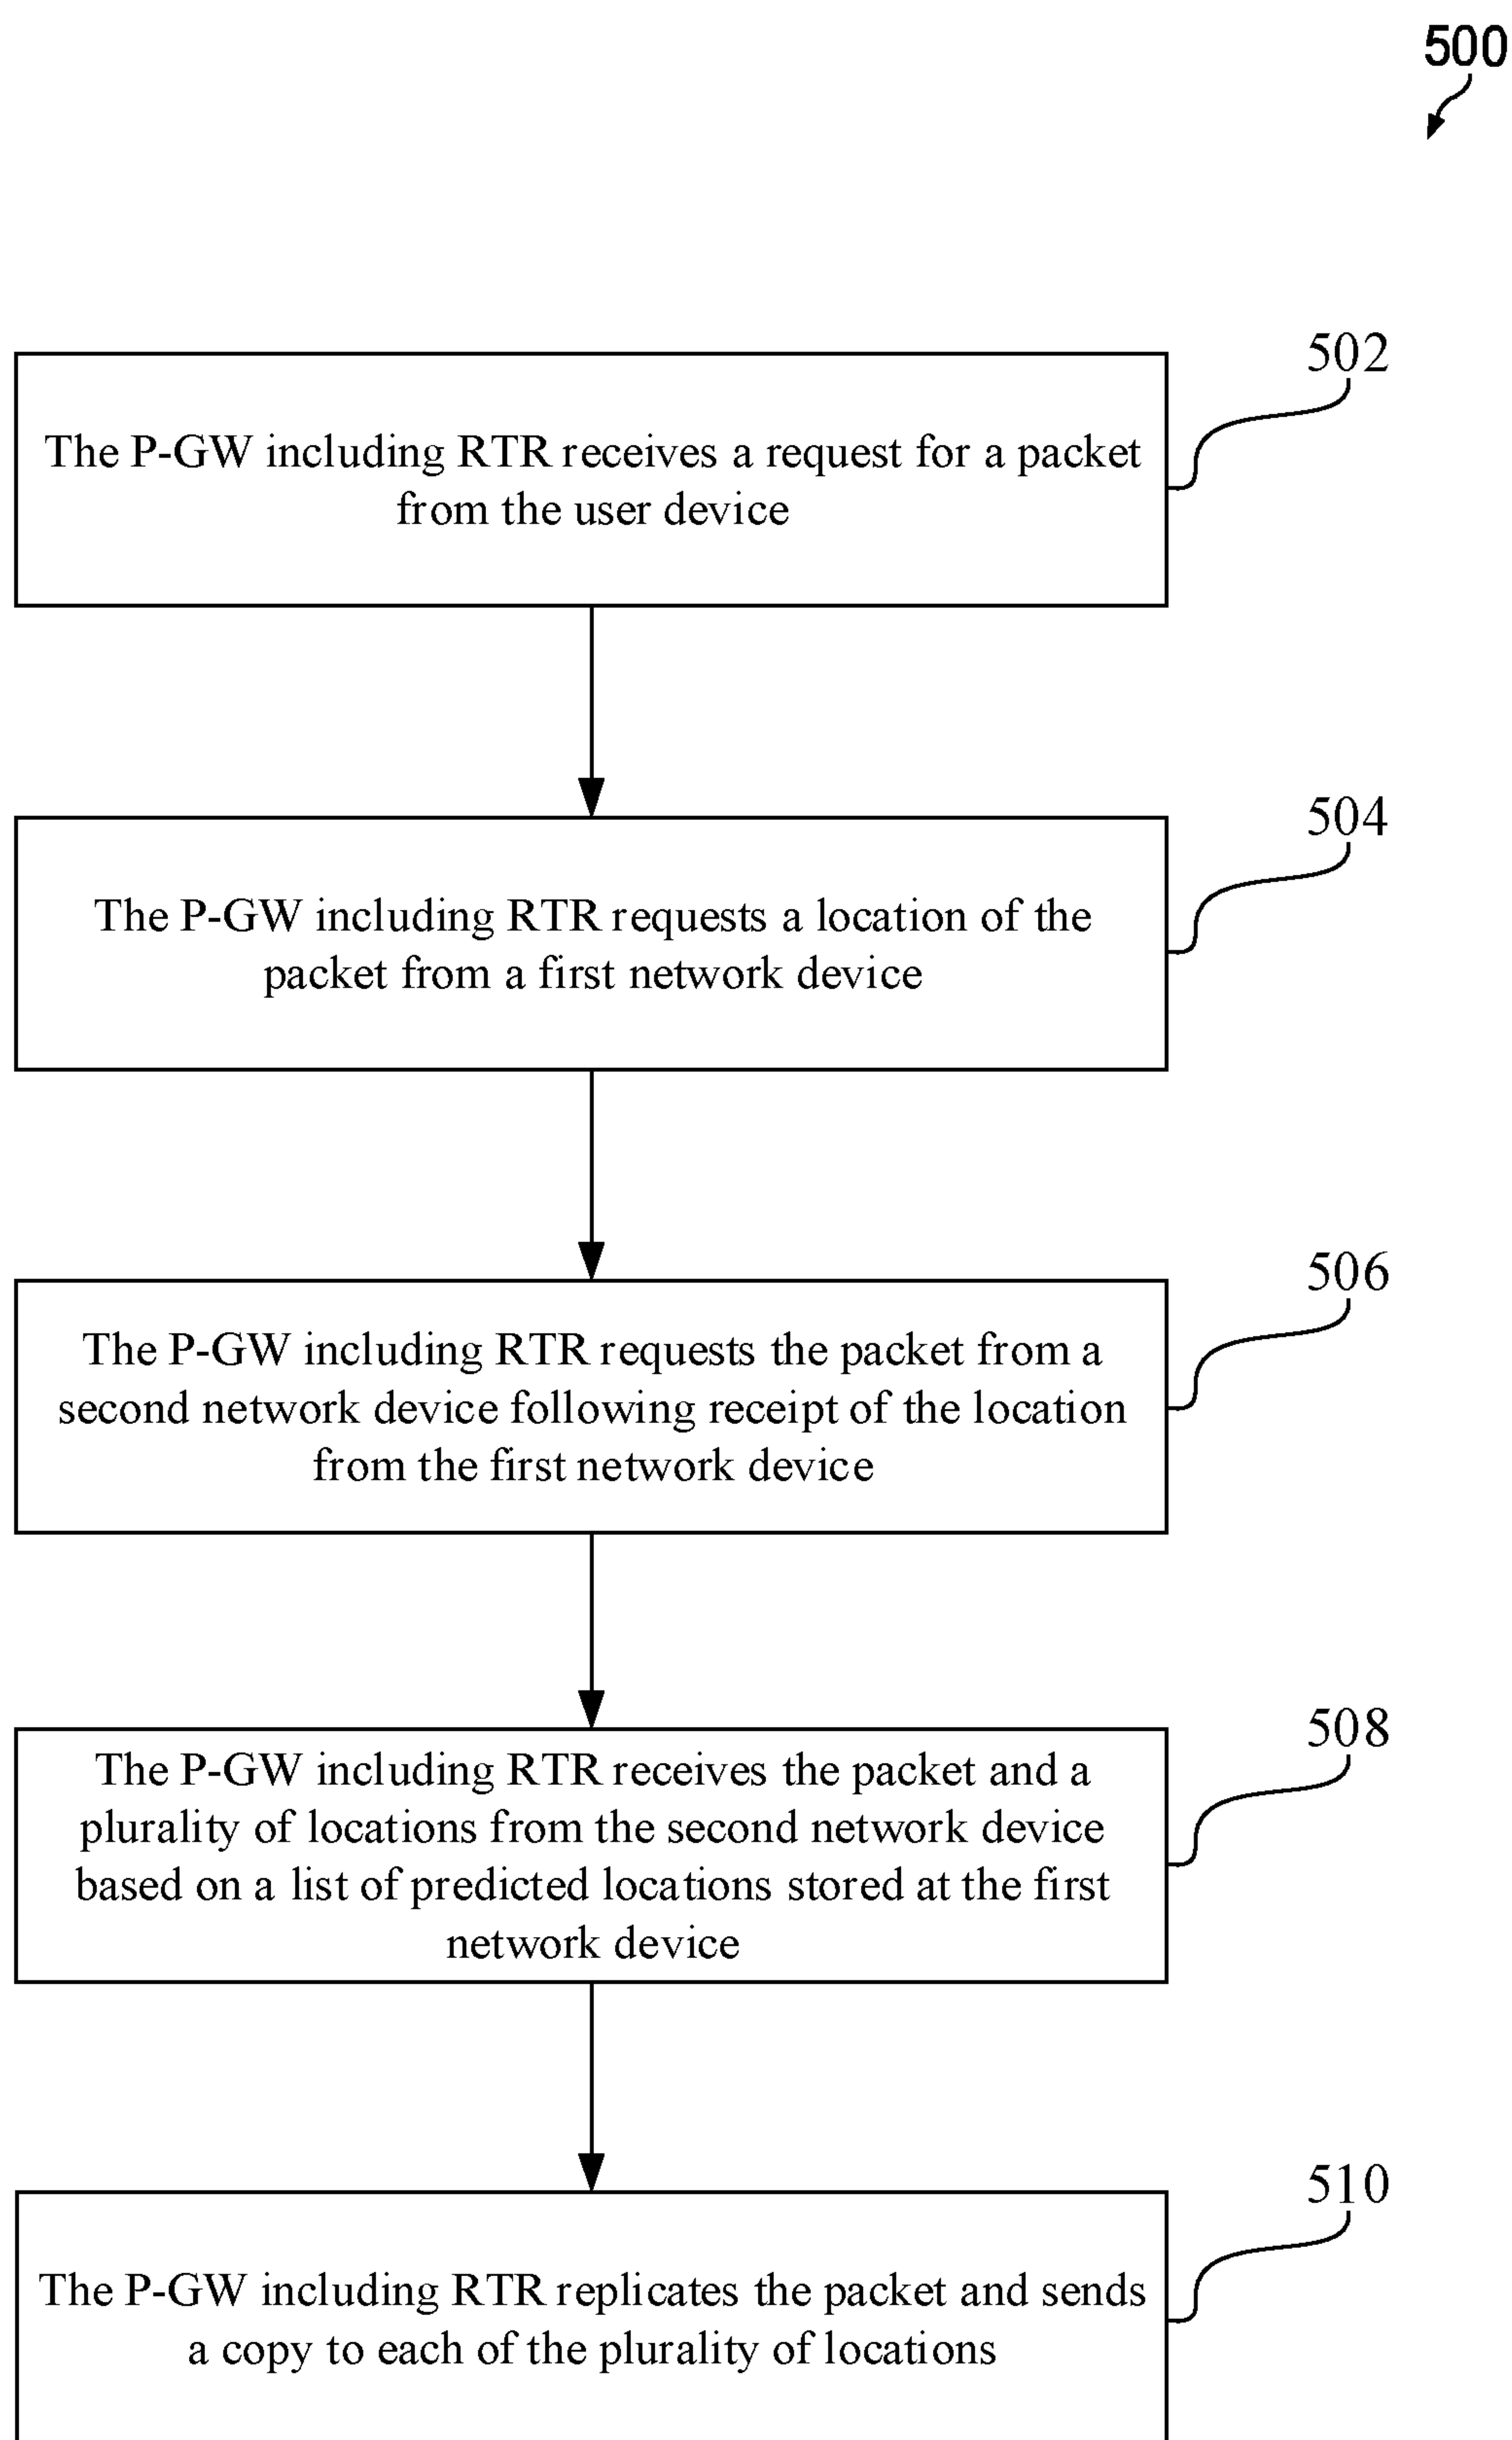 500
502
The P-GW including RTR receives a request for a packet
from the user device
504
The P-GW including RTR requests a location of the
packet from a first network device
506
The P-GW including RTR requests the packet from a
second network device following receipt of the location
from the first network device
508
The P-GW including RTR receives the packet and a
plurality of locations from the second network device
based on a list of predicted locations stored at the first
network device
510
The P-GW including RTR replicates the packet and sends
a copy to each of the plurality of locations